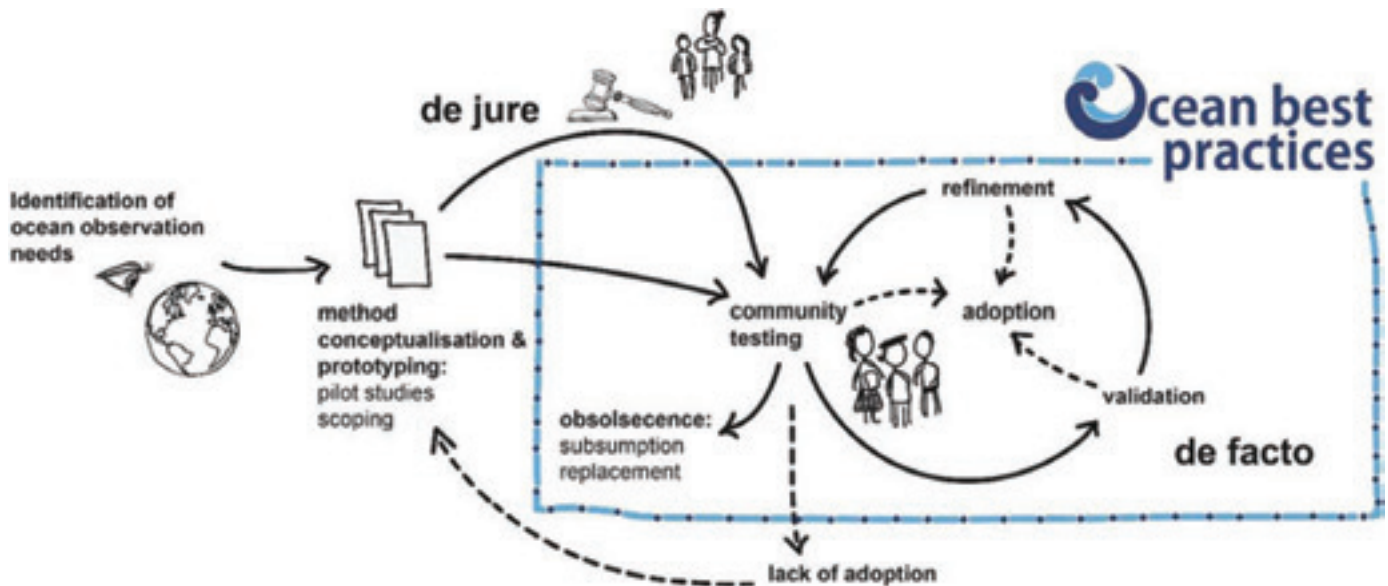 Ocean best
practices
de jure
Identification of
ocean observation
needs
method
conceptualisation &
prototyping:
pilot studies
scoping
refinement
community
testing
adoption
validation
obsolsecence:
subsumption
replacement
de facto
lack of adoption